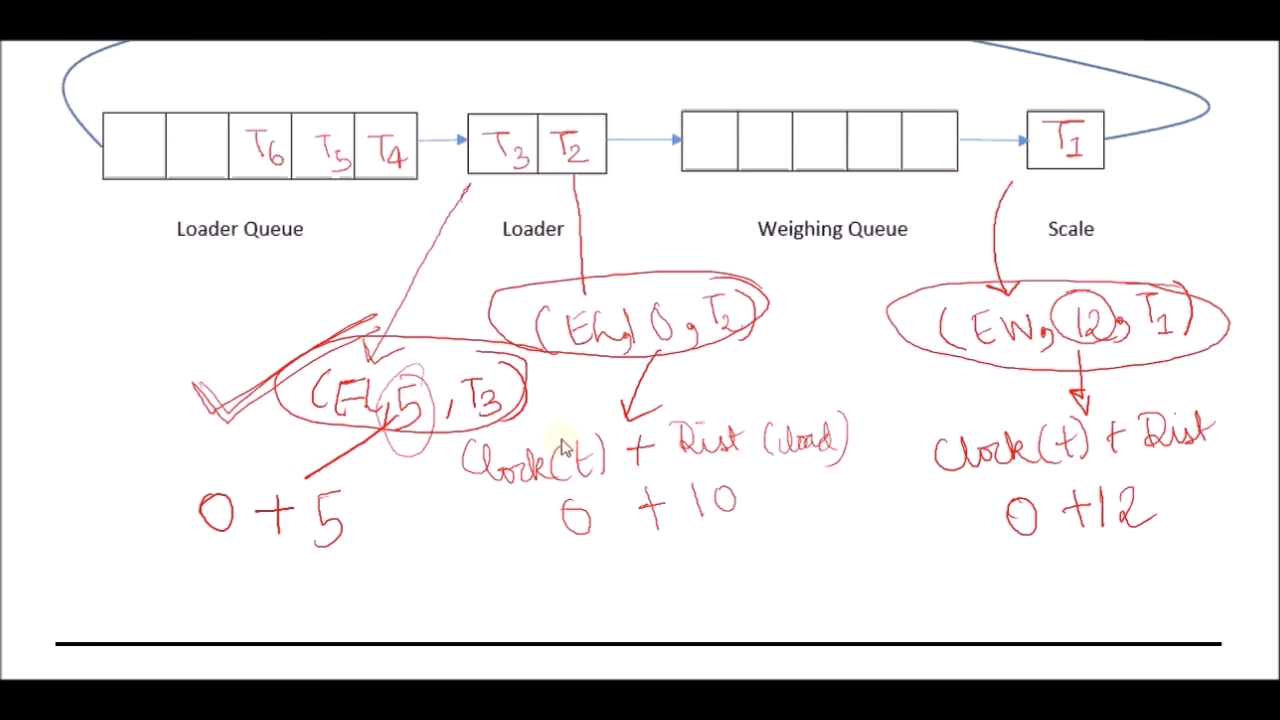 T6 T5 T4 T3 T2 T1
Loader Queue Loader Weighing Queue Scale
(EL, 10, T2) (EW, 12, T1)
(EL, 5, T3)
Clock(t) + Dist (load) Clock(t) + Dist
0 + 5 0 + 10 0 + 12